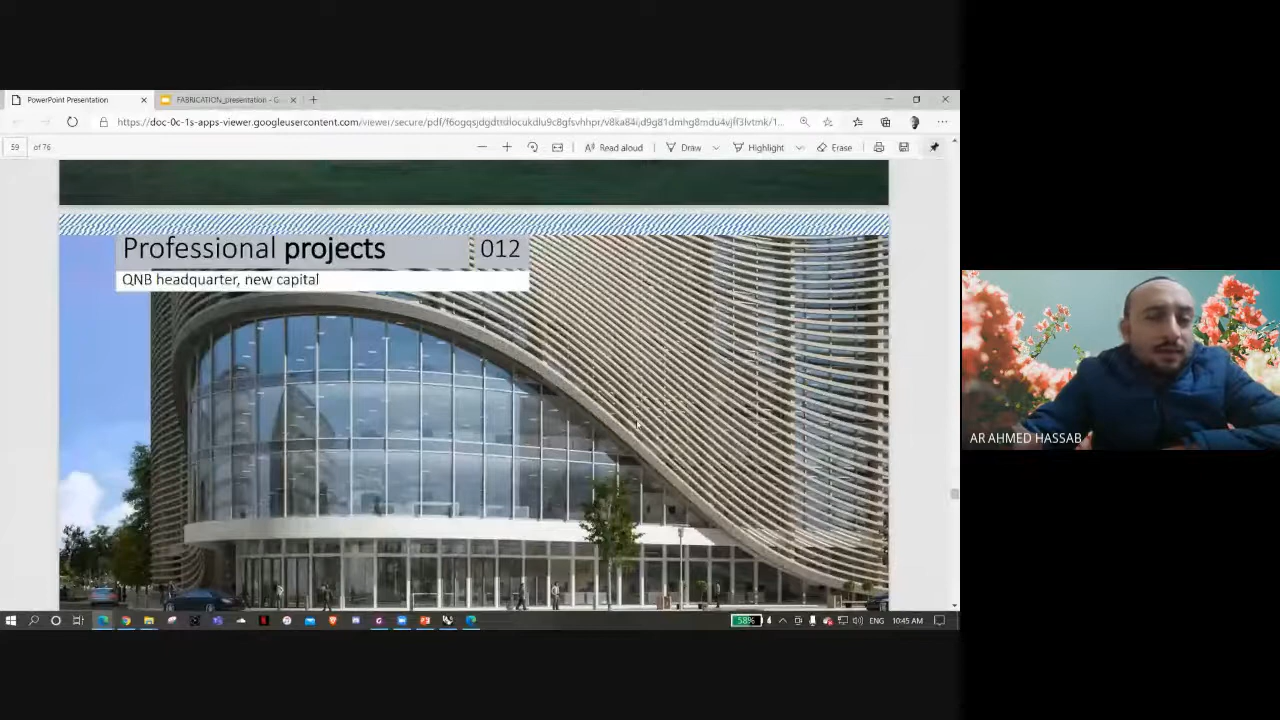 PowerPoint Presentation
FABRICATION_presentation - G
59 of 76
Read aloud
Draw
Highlight
Erase
Professional projects 012
QNB headquarter, new capital
AR AHMED HASSAB
58%
ENG
10:45 AM